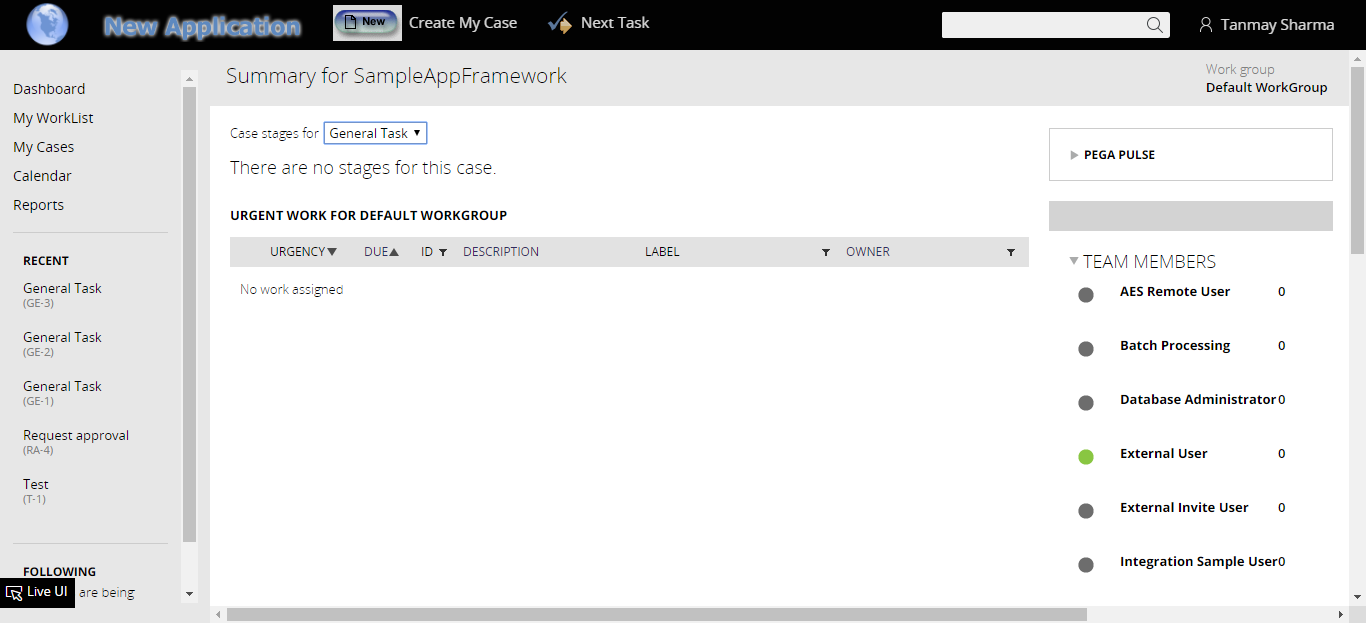 New Application
New
Create My Case
Next Task
Tanmay Sharma
Dashboard
My WorkList
My Cases
Calendar
Reports
RECENT
General Task
(GE-3)
General Task
(GE-2)
General Task
(GE-1)
Request approval
(RA-4)
Test
(T-1)
FOLLOWING
are being
Live UI
Summary for SampleAppFramework
Work group
Default WorkGroup
Case stages for General Task
There are no stages for this case.
URGENT WORK FOR DEFAULT WORKGROUP
URGENCY DUE ID DESCRIPTION LABEL OWNER
No work assigned
PEGA PULSE
TEAM MEMBERS
AES Remote User 0
Batch Processing 0
Database Administrator 0
External User 0
External Invite User 0
Integration Sample User 0